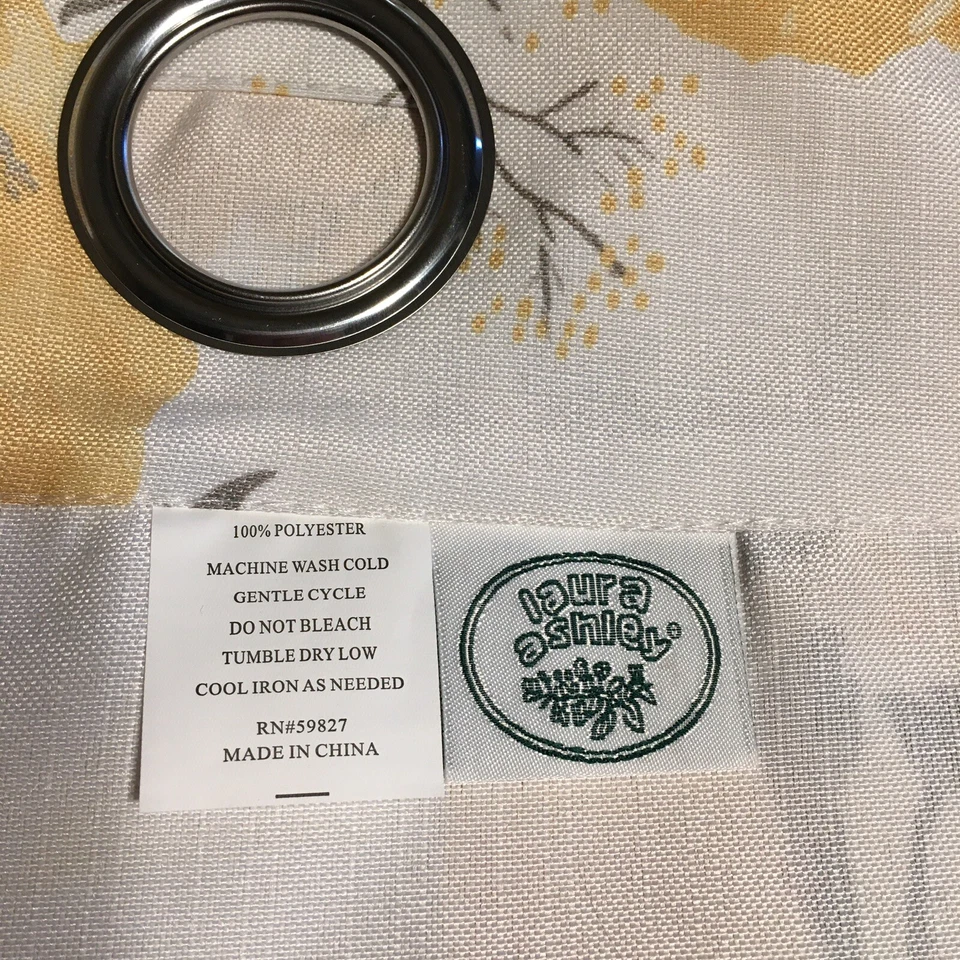 100% POLYESTER
MACHINE WASH COLD
GENTLE CYCLE
DO NOT BLEACH
TUMBLE DRY LOW
COOL IRON AS NEEDED
RN#59827
MADE IN CHINA
laura
ashley®